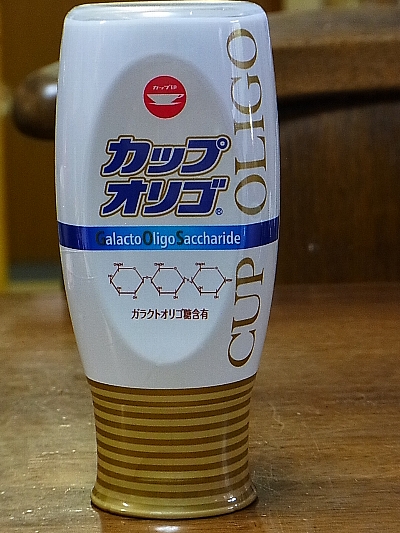 カップ印
カップ
オリゴ®
GalactoOligoSaccharide
ガラクトオリゴ糖含有
CUP OLIGO